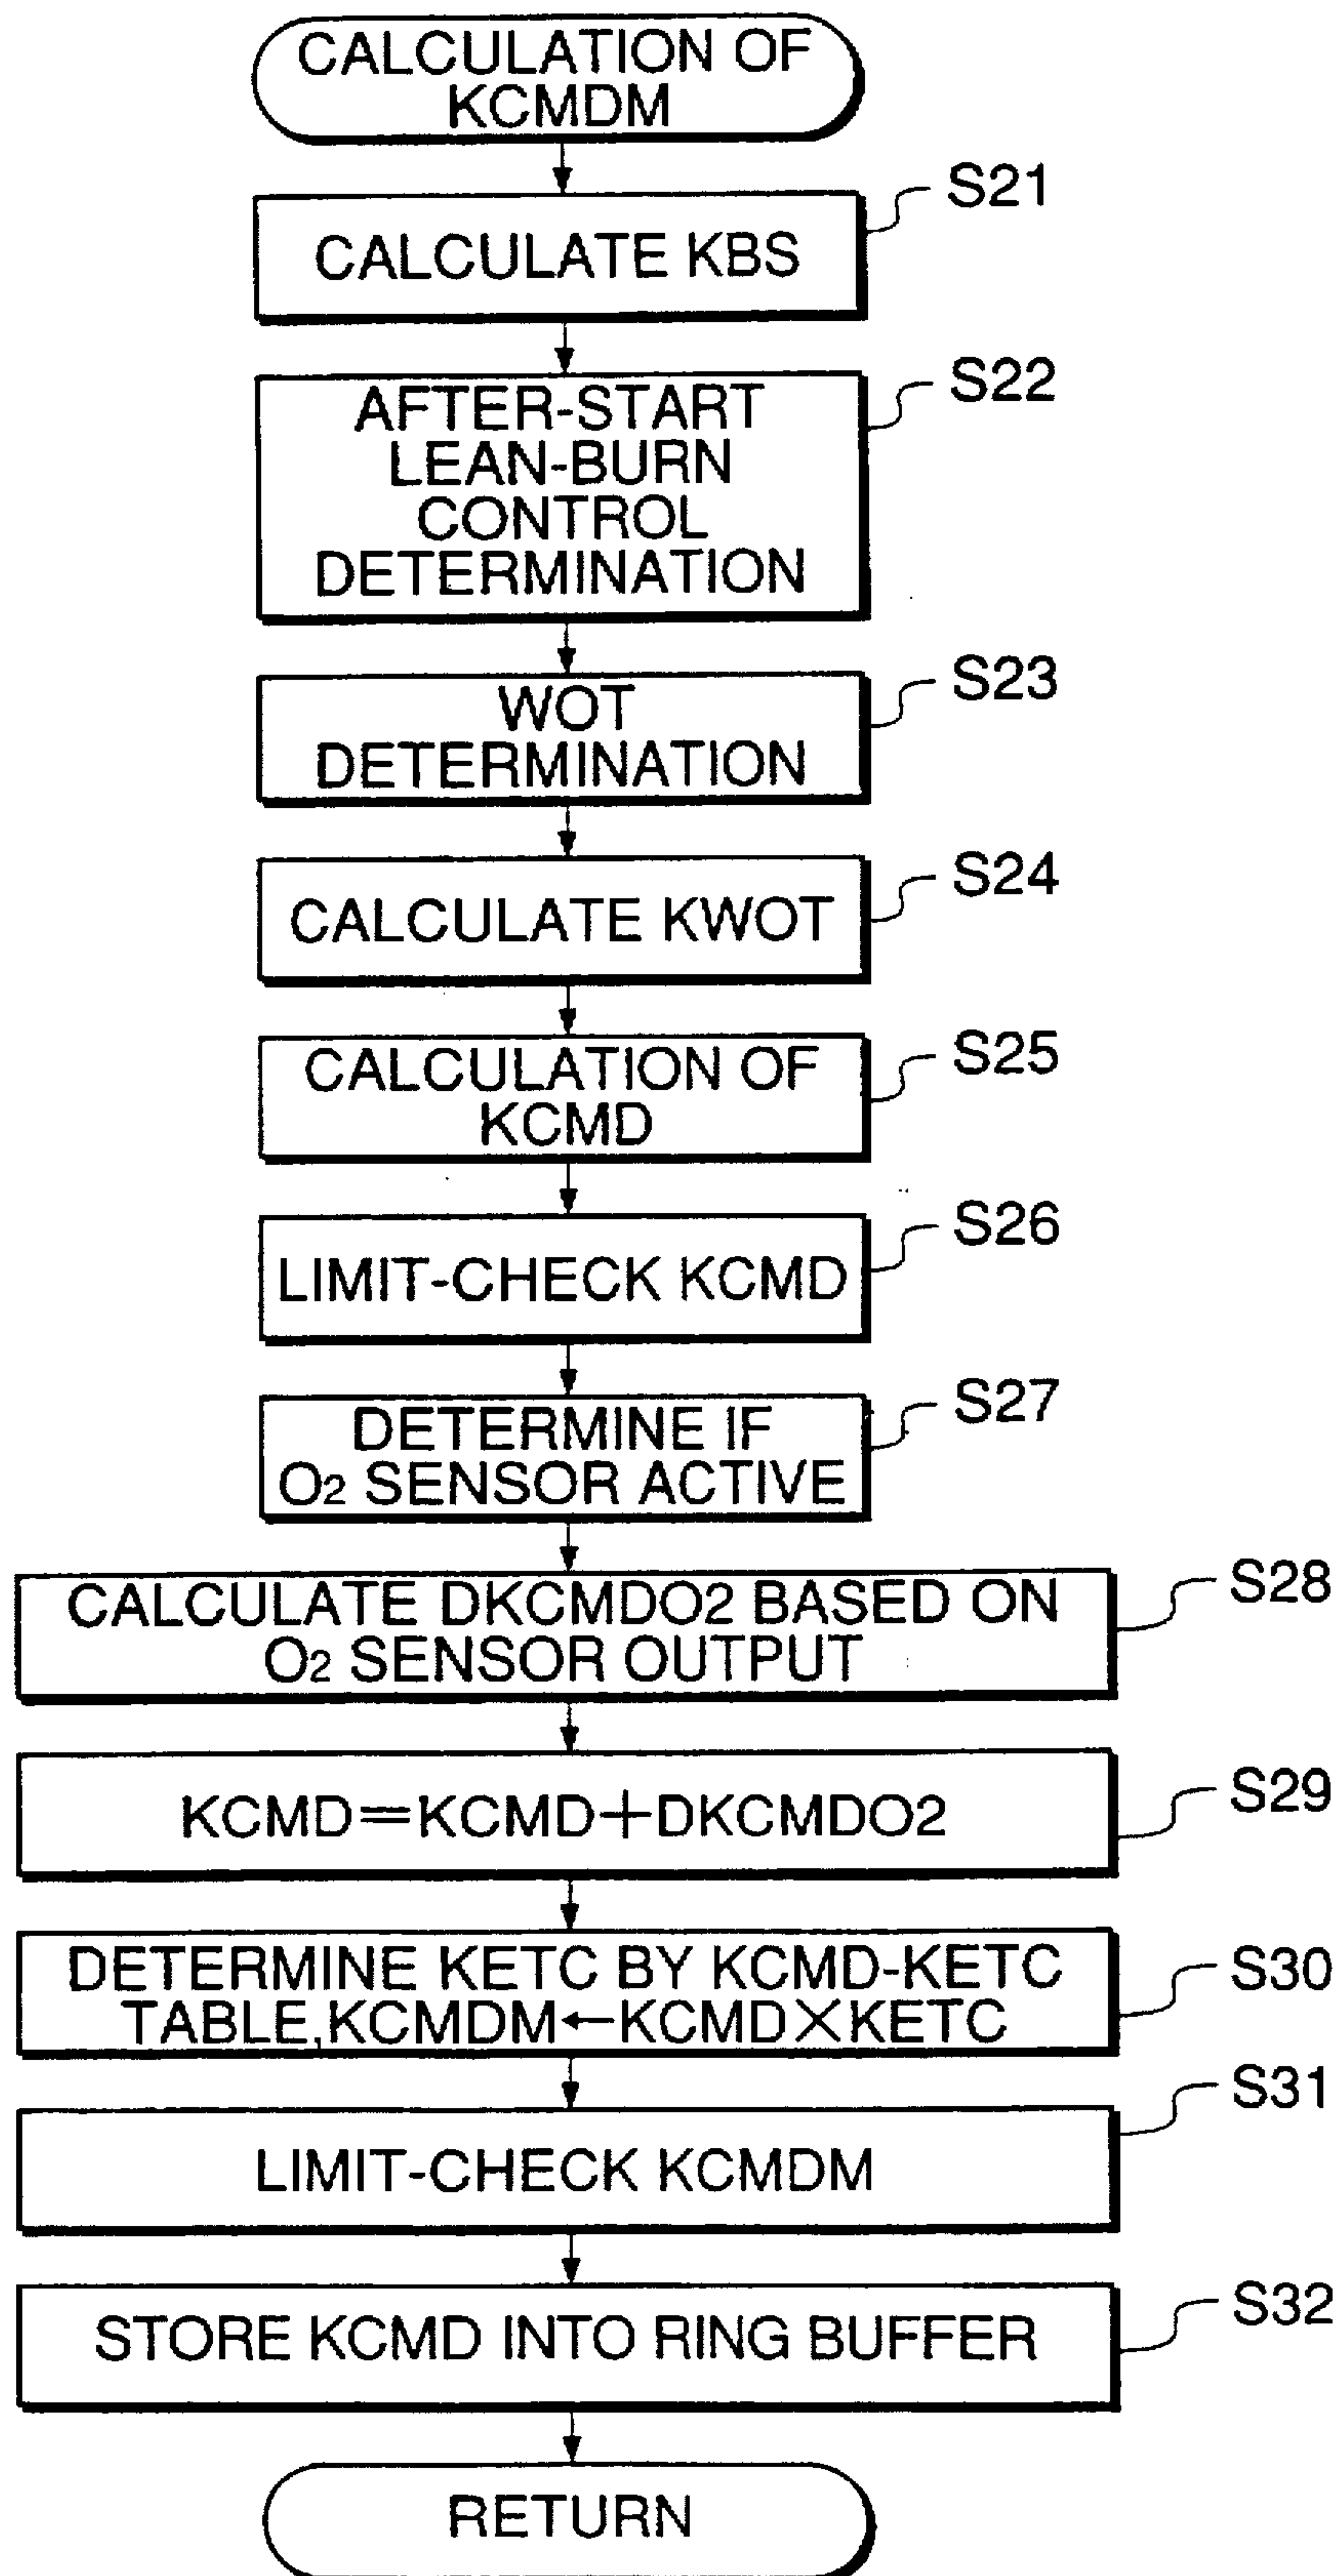 CALCULATION OF
KCMDM
S21
CALCULATE KBS
S22
AFTER-START
LEAN-BURN
CONTROL
DETERMINATION
S23
WOT
DETERMINATION
S24
CALCULATE KWOT
S25
CALCULATION OF
KCMD
S26
LIMIT-CHECK KCMD
S27
DETERMINE IF
O2 SENSOR ACTIVE
S28
CALCULATE DKCMDO2 BASED ON
O2 SENSOR OUTPUT
S29
KCMD=KCMD+DKCMDO2
S30
DETERMINE KETC BY KCMD-KETC
TABLE,KCMDM←KCMD×KETC
S31
LIMIT-CHECK KCMDM
S32
STORE KCMD INTO RING BUFFER
RETURN